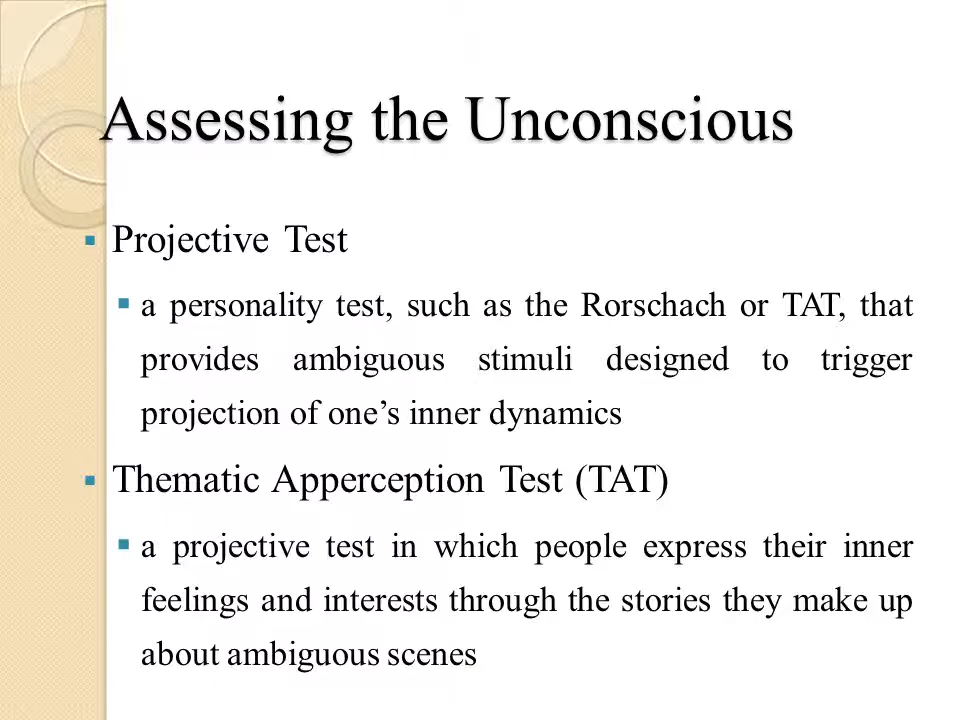 Assessing the Unconscious
▪ Projective Test
▪ a personality test, such as the Rorschach or TAT, that
provides ambiguous stimuli designed to trigger
projection of one’s inner dynamics
▪ Thematic Apperception Test (TAT)
▪ a projective test in which people express their inner
feelings and interests through the stories they make up
about ambiguous scenes